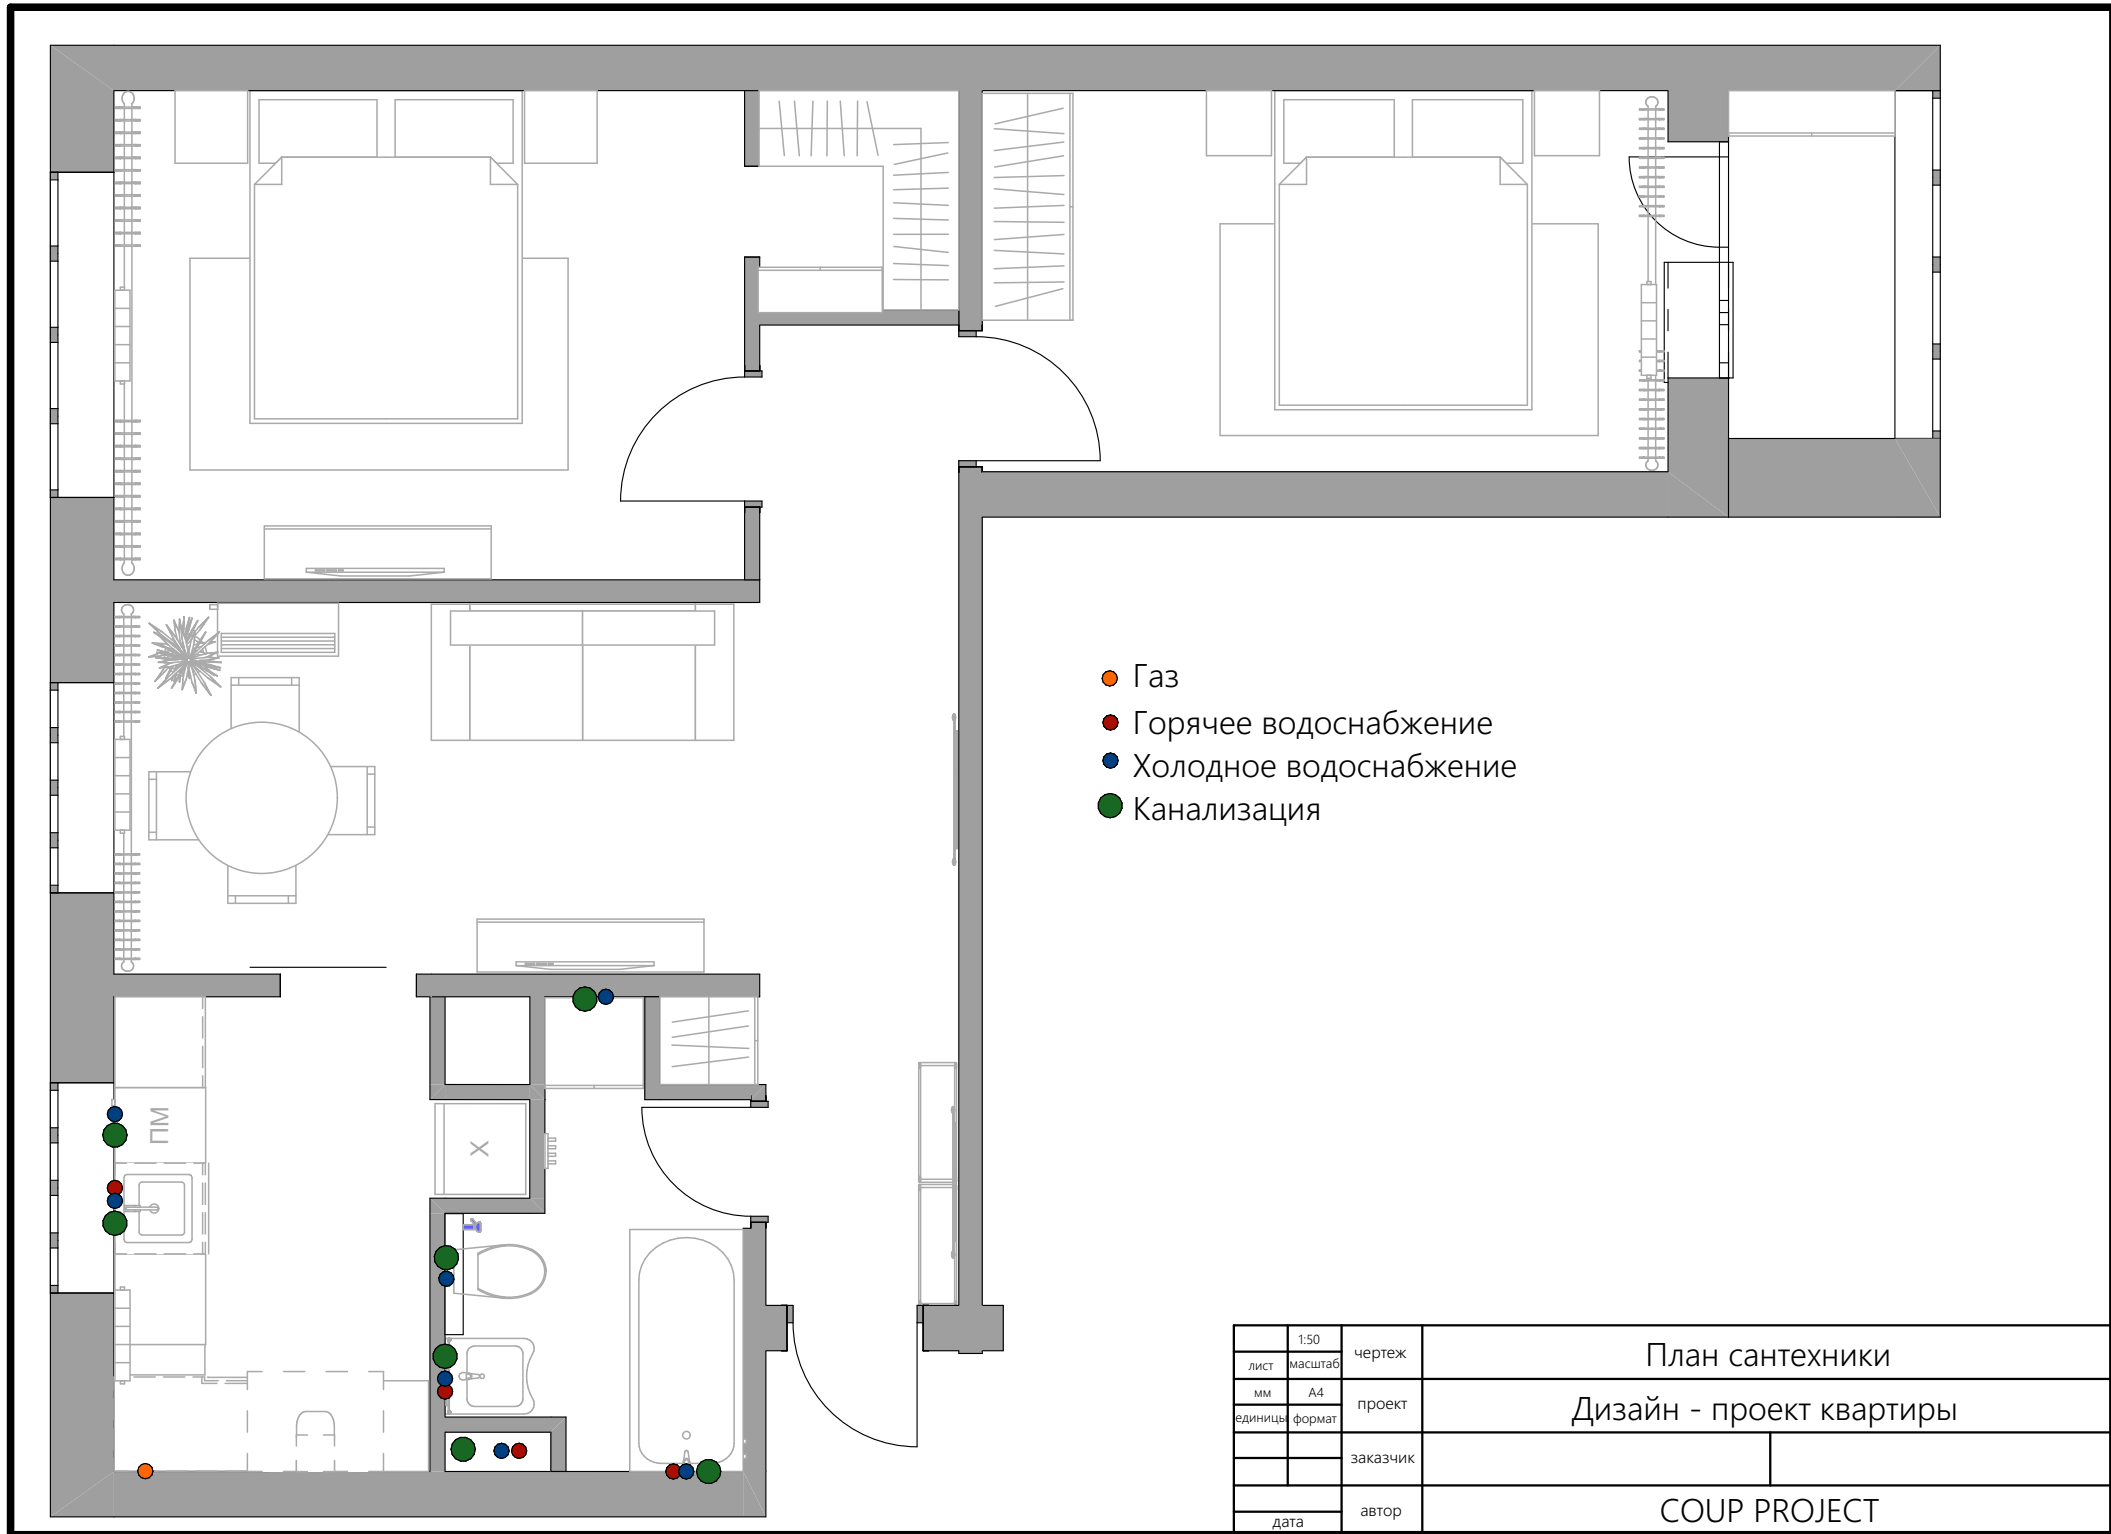 Газ
Горячее водоснабжение
Холодное водоснабжение
Канализация
ПМ
Х
1:50
лист
масштаб
чертеж
План сантехники
мм
А4
единицы
формат
проект
Дизайн - проект квартиры
заказчик
дата
автор
COUP PROJECT